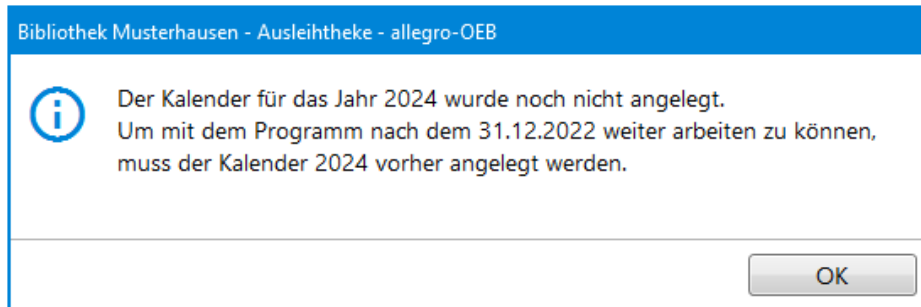 Bibliothek Musterhausen - Ausleihtheke - allegro-OEB
Der Kalender für das Jahr 2024 wurde noch nicht angelegt.
Um mit dem Programm nach dem 31.12.2022 weiter arbeiten zu können,
muss der Kalender 2024 vorher angelegt werden.
OK